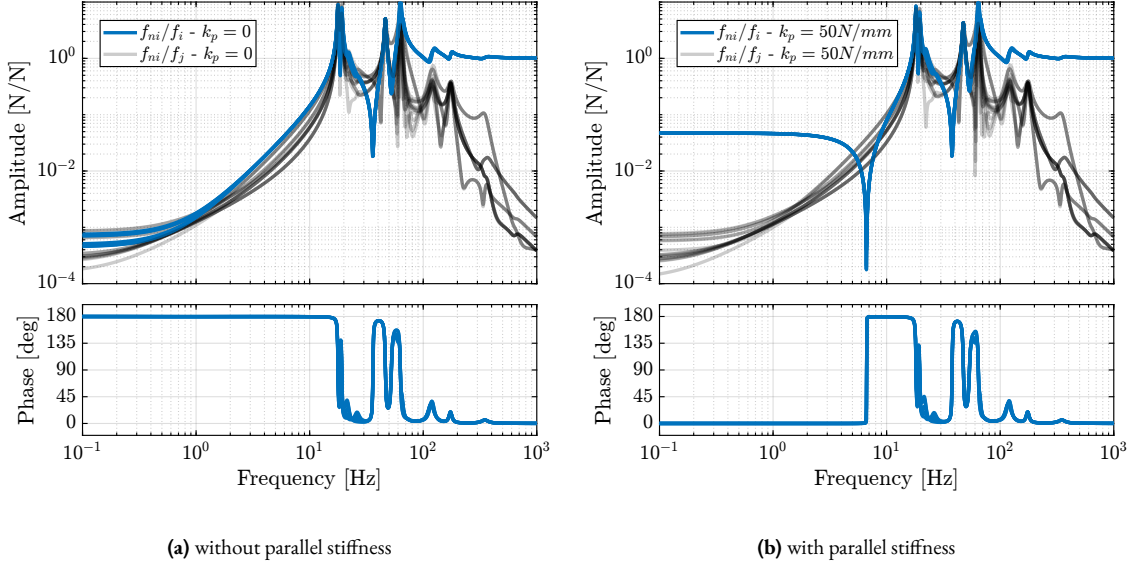 $f_{ni}/f_i$ - $k_p = 0$
$f_{ni}/f_j$ - $k_p = 0$
Amplitude [N/N]
$10^0$
$10^{-2}$
$10^{-4}$
Phase [deg]
180
135
90
45
0
$10^{-1}$ $10^0$ $10^1$ $10^2$ $10^3$
Frequency [Hz]
(a) without parallel stiffness
$f_{ni}/f_i$ - $k_p = 50N/mm$
$f_{ni}/f_j$ - $k_p = 50N/mm$
Amplitude [N/N]
$10^0$
$10^{-2}$
$10^{-4}$
Phase [deg]
180
135
90
45
0
$10^{-1}$ $10^0$ $10^1$ $10^2$ $10^3$
Frequency [Hz]
(b) with parallel stiffness